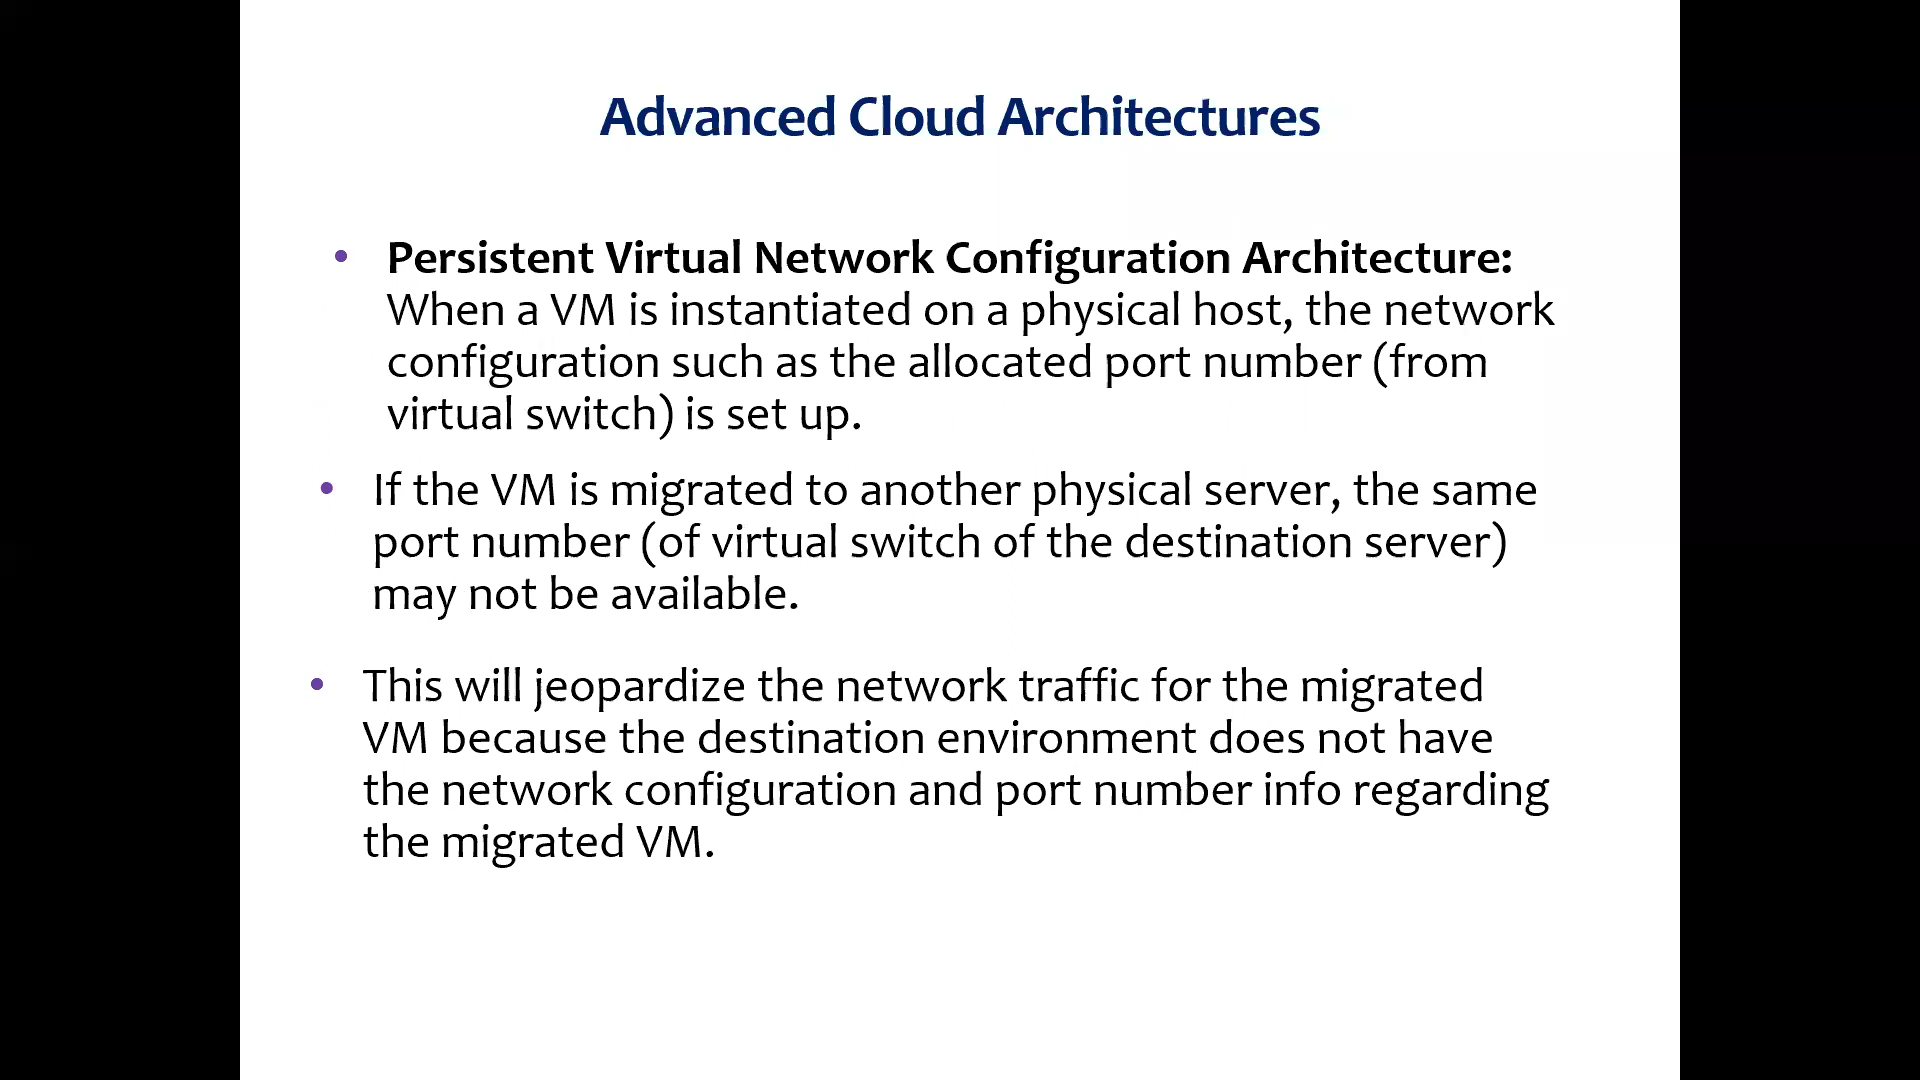 Advanced Cloud Architectures
• Persistent Virtual Network Configuration Architecture:
When a VM is instantiated on a physical host, the network
configuration such as the allocated port number (from
virtual switch) is set up.
• If the VM is migrated to another physical server, the same
port number (of virtual switch of the destination server)
may not be available.
• This will jeopardize the network traffic for the migrated
VM because the destination environment does not have
the network configuration and port number info regarding
the migrated VM.